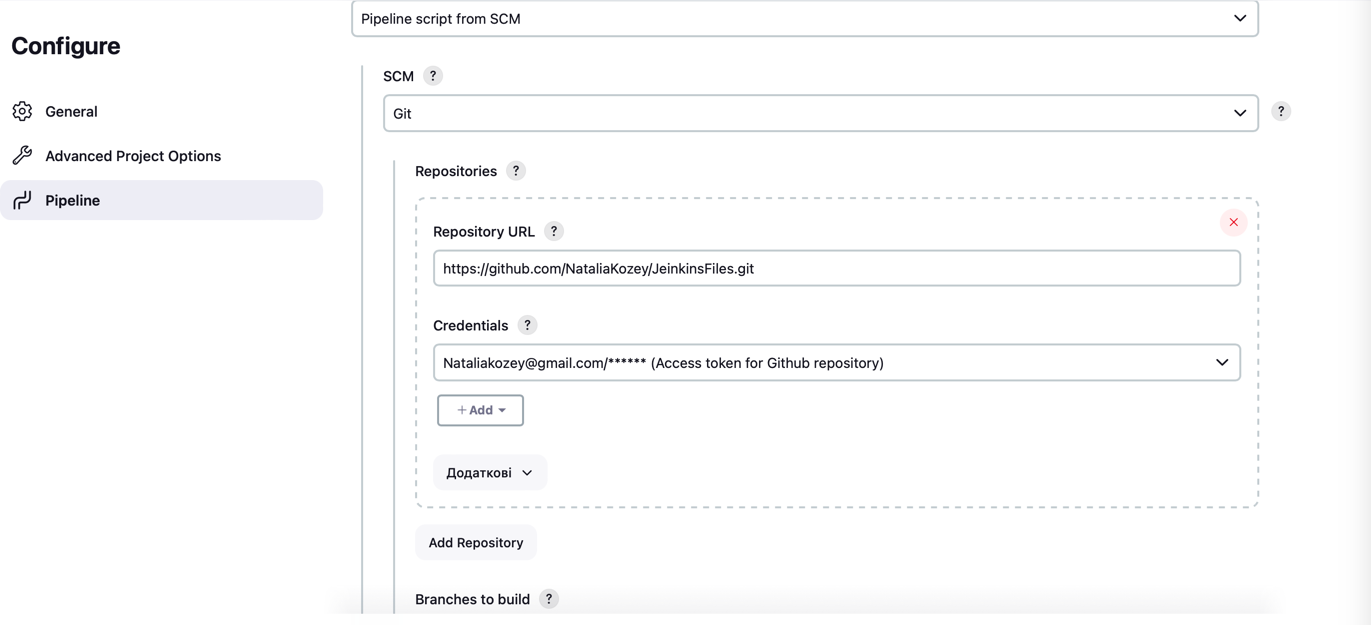 Pipeline script from SCM
Configure
SCM ?
General
Git
?
Advanced Project Options
Repositories ?
Pipeline
Repository URL ?
https://github.com/NataliaKozey/JeinkinsFiles.git
Credentials ?
Nataliakozey@gmail.com/****** (Access token for Github repository)
+ Add
Додаткові
Add Repository
Branches to build ?